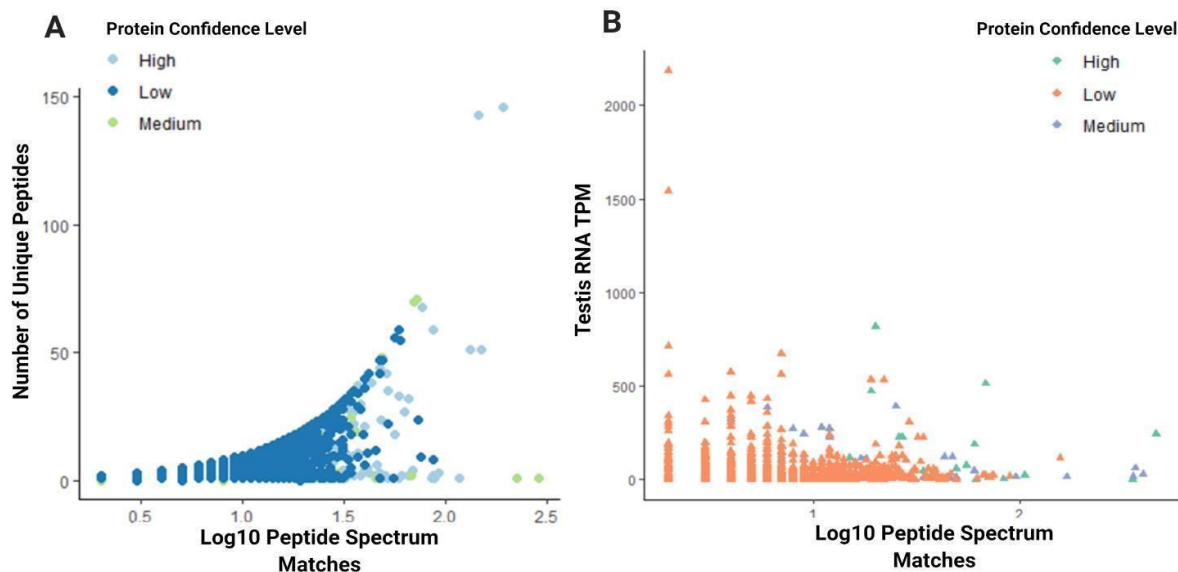 A
Protein Confidence Level
High
Low
Medium
150
100
50
0
Number of Unique Peptides
0.5
1.0
1.5
2.0
2.5
Log10 Peptide Spectrum
Matches
B
Protein Confidence Level
High
Low
Medium
2000
1500
1000
500
0
Testis RNA TPM
1
2
Log10 Peptide Spectrum
Matches